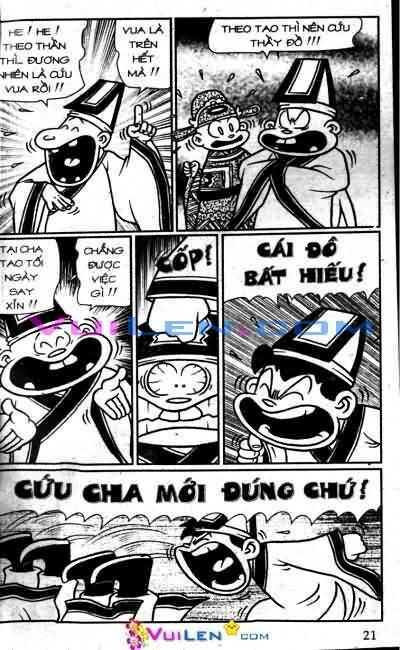 HE! HE!
THEO THẦN
THÌ... ĐƯƠNG
NHIÊN LÀ CỨU
VUA RỒI!!
VUA LÀ
TRÊN
HẾT
MÀ!!
THEO TAO THÌ NÊN CỨU
THẦY ĐỒ!!!
TẠI CHA
TAO TỐI
NGÀY
SAY
XỈN!!
CHẲNG
ĐƯỢC
VIỆC
GÌ!!
CỐP!
CÁI ĐỒ
BẤT HIẾU!
VUILEN.COM
CỨU CHA MỚI ĐÚNG CHỨ!
21
VUILEN.COM